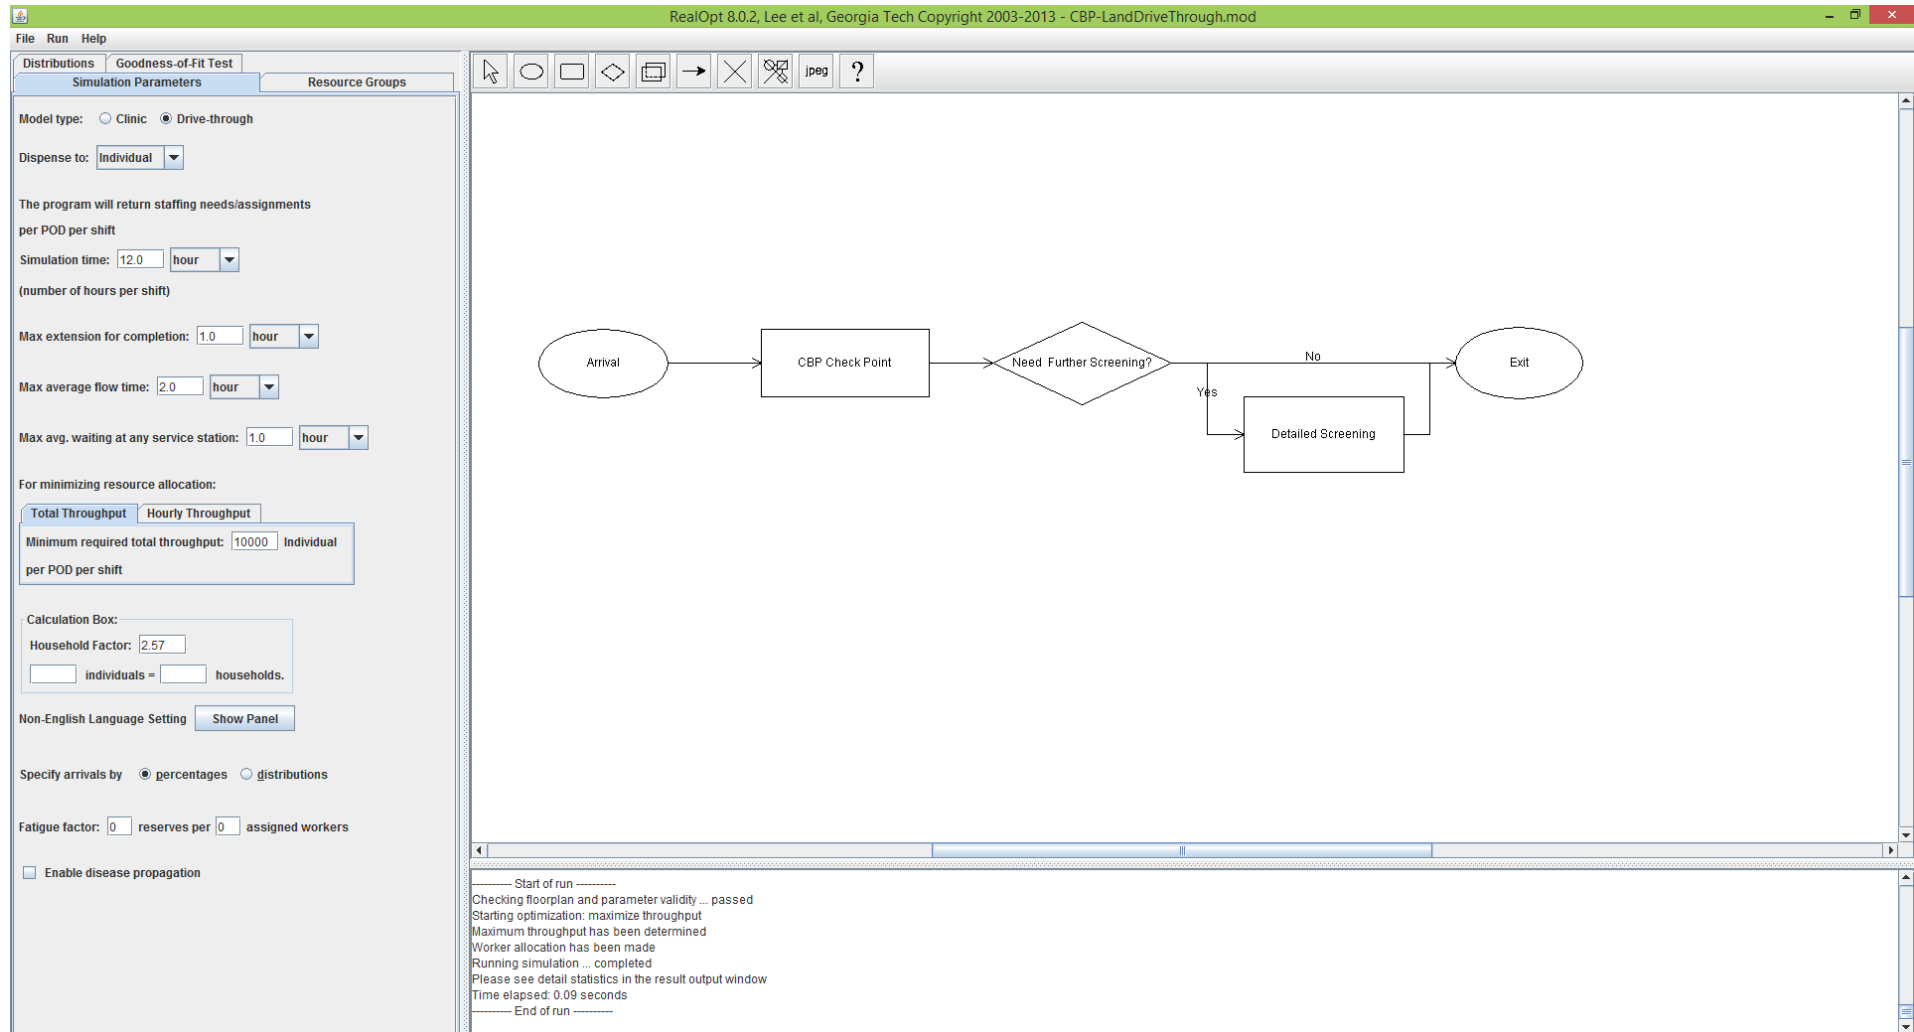 RealOpt 8.0.2, Lee et al, Georgia Tech Copyright 2003-2013 - CBP-LandDriveThrough.mod
File Run Help
Distributions Goodness-of-Fit Test
Simulation Parameters Resource Groups
jpeg ?
Model type: Clinic Drive-through
Dispense to: Individual
The program will return staffing needs/assignments
per POD per shift
Simulation time: 12.0 hour
(number of hours per shift)
Max extension for completion: 1.0 hour
Max average flow time: 2.0 hour
Max avg. waiting at any service station: 1.0 hour
For minimizing resource allocation:
Total Throughput Hourly Throughput
Minimum required total throughput: 10000 Individual
per POD per shift
Calculation Box:
Household Factor: 2.57
individuals = households.
Non-English Language Setting Show Panel
Specify arrivals by percentages distributions
Fatigue factor: 0 reserves per 0 assigned workers
Enable disease propagation
Arrival
CBP Check Point
Need Further Screening?
No
Yes
Detailed Screening
Exit
---------- Start of run ----------
Checking floorplan and parameter validity ... passed
Starting optimization: maximize throughput
Maximum throughput has been determined
Worker allocation has been made
Running simulation ... completed
Please see detail statistics in the result output window
Time elapsed: 0.09 seconds
---------- End of run ----------